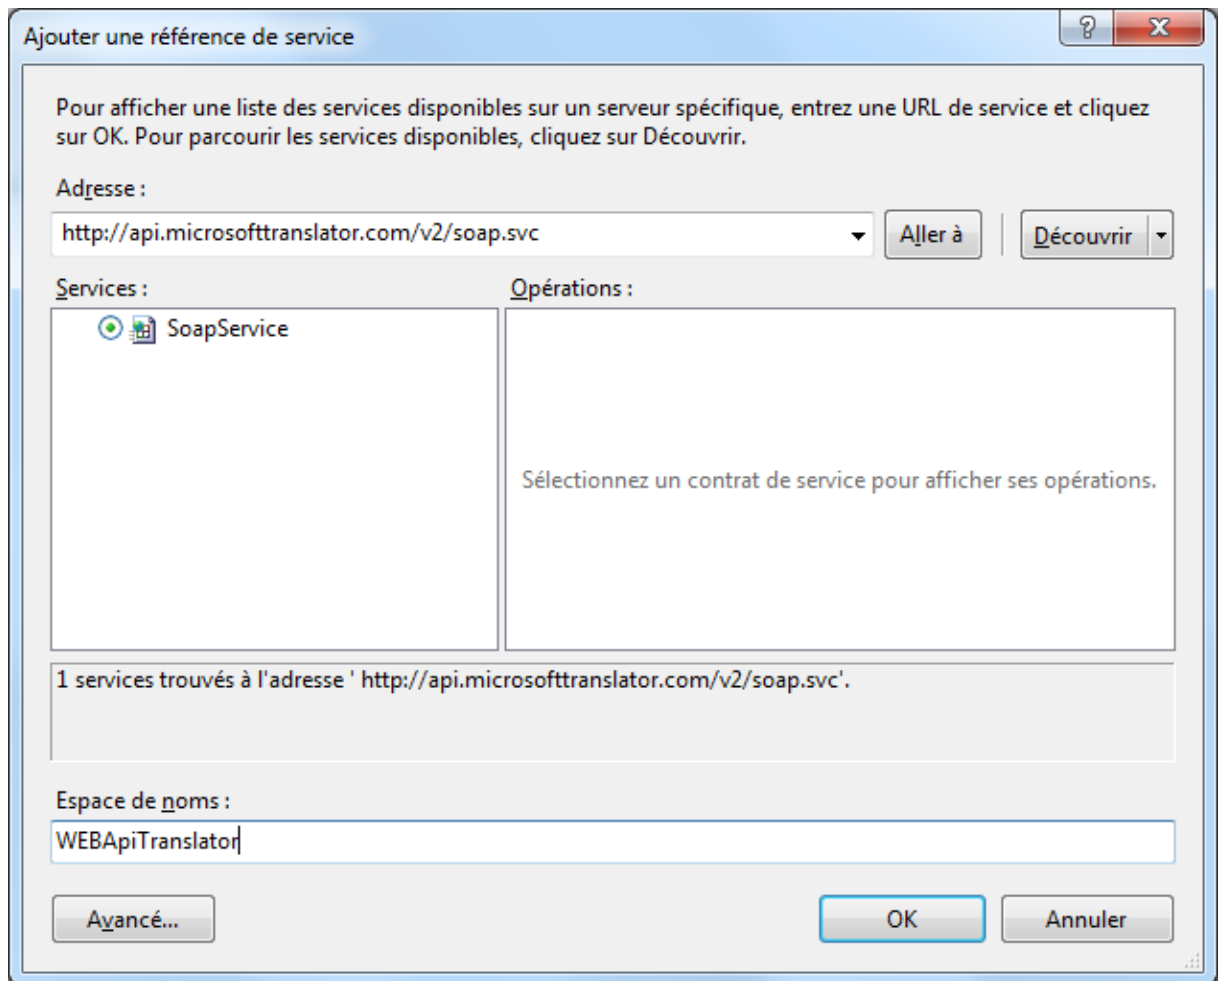 Ajouter une référence de service
?
X
Pour afficher une liste des services disponibles sur un serveur spécifique, entrez une URL de service et cliquez
sur OK. Pour parcourir les services disponibles, cliquez sur Découvrir.
Adresse :
http://api.microsofttranslator.com/v2/soap.svc
Aller à
Découvrir
Services :
Opérations :
SoapService
Sélectionnez un contrat de service pour afficher ses opérations.
1 services trouvés à l'adresse ' http://api.microsofttranslator.com/v2/soap.svc'.
Espace de noms :
WEBApiTranslator
Avancé...
OK
Annuler